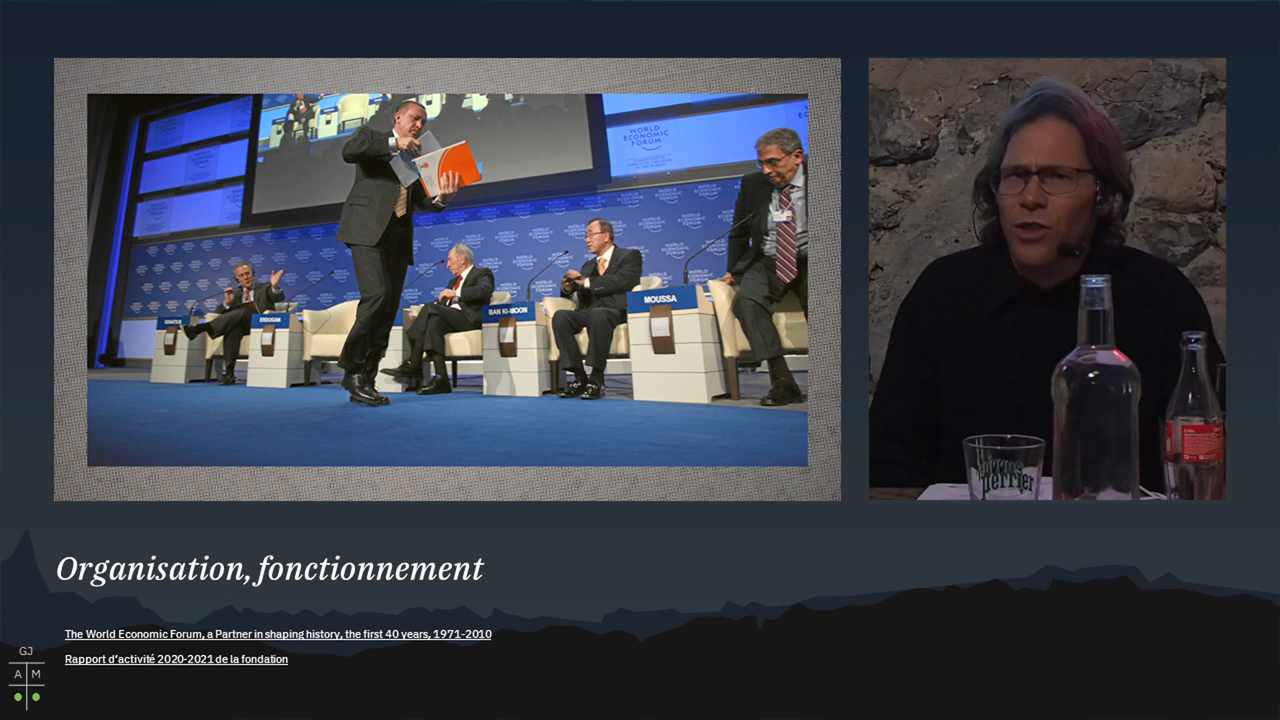 WORLD
ECONOMIC
FORUM
ERDOGAN
BAN KI-MOON
MOUSSA
Perrier
Organisation, fonctionnement
The World Economic Forum, a Partner in shaping history, the first 40 years, 1971-2010
Rapport d’activité 2020-2021 de la fondation
GJ
A M